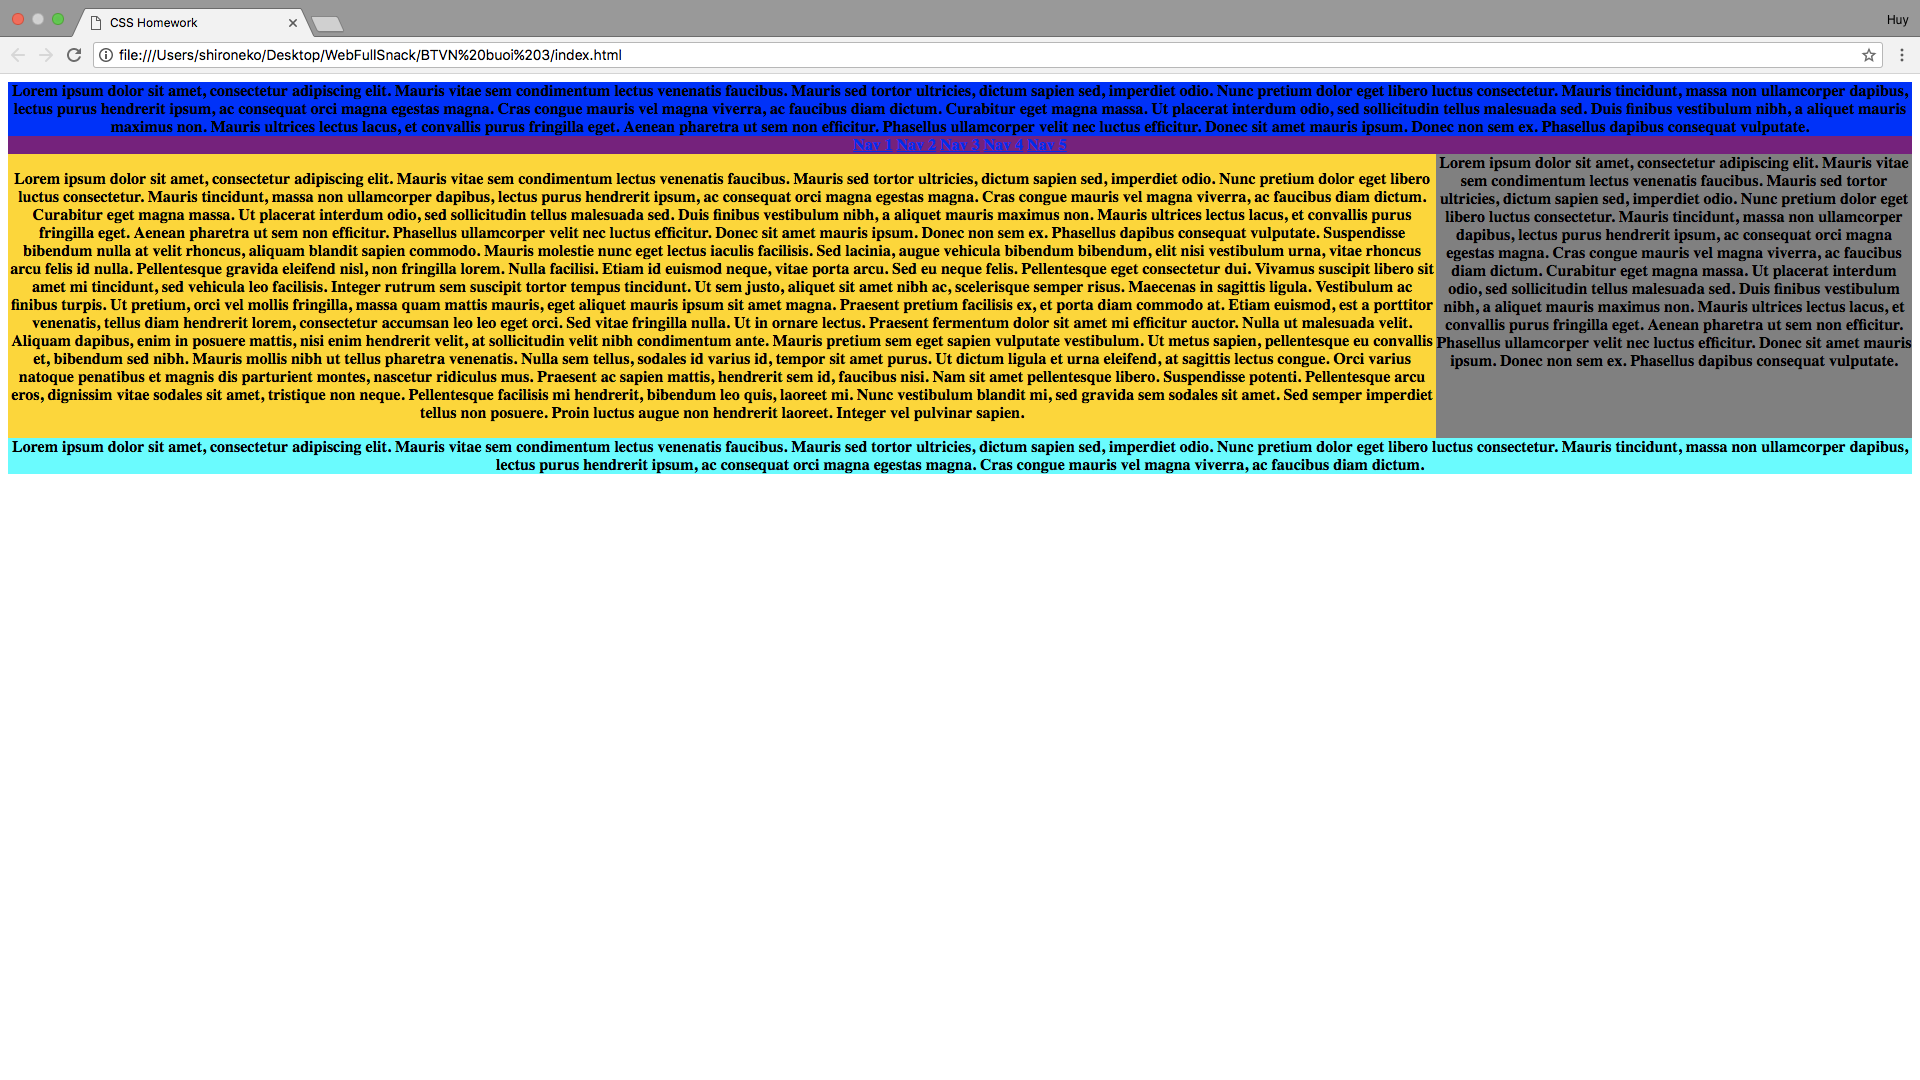 CSS Homework
Huy
file:///Users/shironeko/Desktop/WebFullSnack/BTVN%20buoi%203/index.html
Lorem ipsum dolor sit amet, consectetur adipiscing elit. Mauris vitae sem condimentum lectus venenatis faucibus. Mauris sed tortor ultricies, dictum sapien sed, imperdiet odio. Nunc pretium dolor eget libero luctus consectetur. Mauris tincidunt, massa non ullamcorper dapibus,
lectus purus hendrerit ipsum, ac consequat orci magna egestas magna. Cras congue mauris vel magna viverra, ac faucibus diam dictum. Curabitur eget magna massa. Ut placerat interdum odio, sed sollicitudin tellus malesuada sed. Duis finibus vestibulum nibh, a aliquet mauris
maximus non. Mauris ultrices lectus lacus, et convallis purus fringilla eget. Aenean pharetra ut sem non efficitur. Phasellus ullamcorper velit nec luctus efficitur. Donec sit amet mauris ipsum. Donec non sem ex. Phasellus dapibus consequat vulputate.
Nav 1 Nav 2 Nav 3 Nav 4 Nav 5
Lorem ipsum dolor sit amet, consectetur adipiscing elit. Mauris vitae sem condimentum lectus venenatis faucibus. Mauris sed tortor ultricies, dictum sapien sed, imperdiet odio. Nunc pretium dolor eget libero
luctus consectetur. Mauris tincidunt, massa non ullamcorper dapibus, lectus purus hendrerit ipsum, ac consequat orci magna egestas magna. Cras congue mauris vel magna viverra, ac faucibus diam dictum.
Curabitur eget magna massa. Ut placerat interdum odio, sed sollicitudin tellus malesuada sed. Duis finibus vestibulum nibh, a aliquet mauris maximus non. Mauris ultrices lectus lacus, et convallis purus
fringilla eget. Aenean pharetra ut sem non efficitur. Phasellus ullamcorper velit nec luctus efficitur. Donec sit amet mauris ipsum. Donec non sem ex. Phasellus dapibus consequat vulputate. Suspendisse
bibendum nulla at velit rhoncus, aliquam blandit sapien commodo. Mauris molestie nunc eget lectus iaculis facilisis. Sed lacinia, augue vehicula bibendum bibendum, elit nisi vestibulum urna, vitae rhoncus
arcu felis id nulla. Pellentesque gravida eleifend nisl, non fringilla lorem. Nulla facilisi. Etiam id euismod neque, vitae porta arcu. Sed eu neque felis. Pellentesque eget consectetur dui. Vivamus suscipit libero sit
amet mi tincidunt, sed vehicula leo facilisis. Integer rutrum sem suscipit tortor tempus tincidunt. Ut sem justo, aliquet sit amet nibh ac, scelerisque semper risus. Maecenas in sagittis ligula. Vestibulum ac
finibus turpis. Ut pretium, orci vel mollis fringilla, massa quam mattis mauris, eget aliquet mauris ipsum sit amet magna. Praesent pretium facilisis ex, et porta diam commodo at. Etiam euismod, est a porttitor
venenatis, tellus diam hendrerit lorem, consectetur accumsan leo leo eget orci. Sed vitae fringilla nulla. Ut in ornare lectus. Praesent fermentum dolor sit amet mi efficitur auctor. Nulla ut malesuada velit.
Aliquam dapibus, enim in posuere mattis, nisi enim hendrerit velit, at sollicitudin velit nibh condimentum ante. Mauris pretium sem eget sapien vulputate vestibulum. Ut metus sapien, pellentesque eu convallis
et, bibendum sed nibh. Mauris mollis nibh ut tellus pharetra venenatis. Nulla sem tellus, sodales id varius id, tempor sit amet purus. Ut dictum ligula et urna eleifend, at sagittis lectus congue. Orci varius
natoque penatibus et magnis dis parturient montes, nascetur ridiculus mus. Praesent ac sapien mattis, hendrerit sem id, faucibus nisi. Nam sit amet pellentesque libero. Suspendisse potenti. Pellentesque arcu
eros, dignissim vitae sodales sit amet, tristique non neque. Pellentesque facilisis mi hendrerit, bibendum leo quis, laoreet mi. Nunc vestibulum blandit mi, sed gravida sem sodales sit amet. Sed semper imperdiet
tellus non posuere. Proin luctus augue non hendrerit laoreet. Integer vel pulvinar sapien.
Lorem ipsum dolor sit amet, consectetur adipiscing elit. Mauris vitae
sem condimentum lectus venenatis faucibus. Mauris sed tortor
ultricies, dictum sapien sed, imperdiet odio. Nunc pretium dolor eget
libero luctus consectetur. Mauris tincidunt, massa non ullamcorper
dapibus, lectus purus hendrerit ipsum, ac consequat orci magna
egestas magna. Cras congue mauris vel magna viverra, ac faucibus
diam dictum. Curabitur eget magna massa. Ut placerat interdum
odio, sed sollicitudin tellus malesuada sed. Duis finibus vestibulum
nibh, a aliquet mauris maximus non. Mauris ultrices lectus lacus, et
convallis purus fringilla eget. Aenean pharetra ut sem non efficitur.
Phasellus ullamcorper velit nec luctus efficitur. Donec sit amet mauris
ipsum. Donec non sem ex. Phasellus dapibus consequat vulputate.
Lorem ipsum dolor sit amet, consectetur adipiscing elit. Mauris vitae sem condimentum lectus venenatis faucibus. Mauris sed tortor ultricies, dictum sapien sed, imperdiet odio. Nunc pretium dolor eget libero luctus consectetur. Mauris tincidunt, massa non ullamcorper dapibus,
lectus purus hendrerit ipsum, ac consequat orci magna egestas magna. Cras congue mauris vel magna viverra, ac faucibus diam dictum.